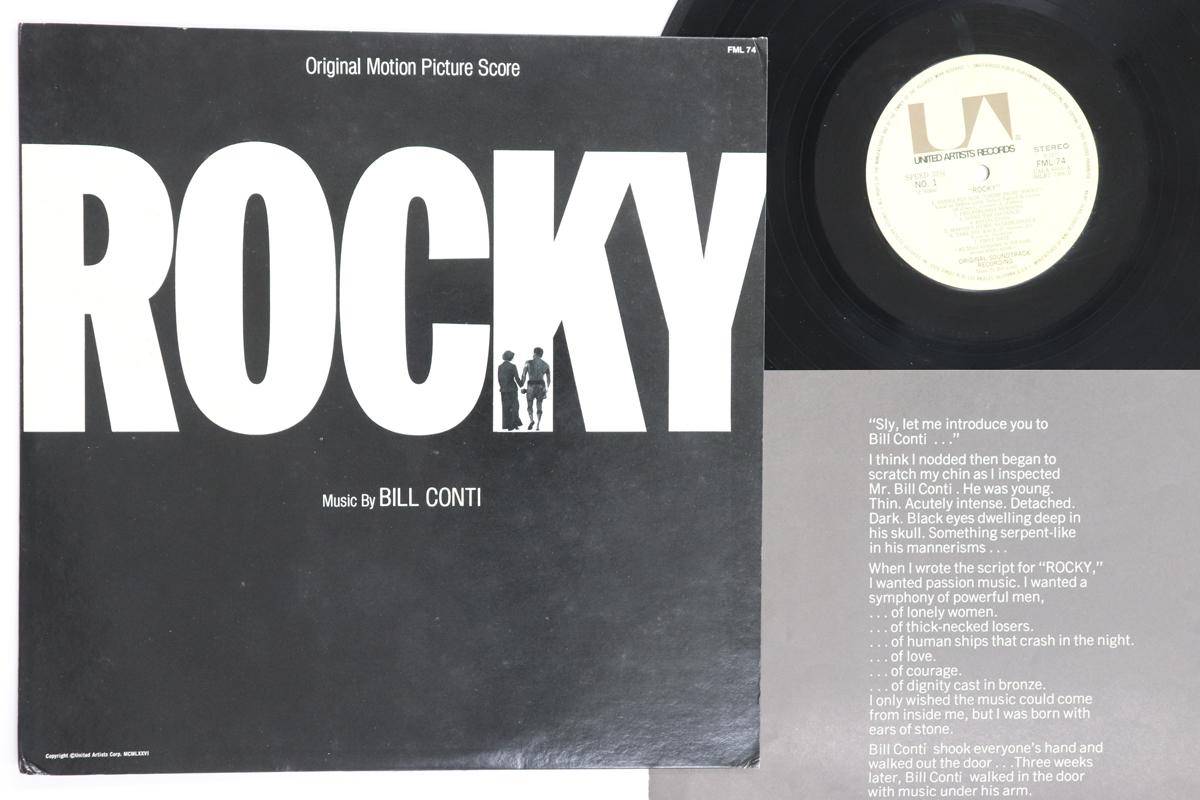 FML 74
Original Motion Picture Score
ROCKY
Music By BILL CONTI
Copyright ©United Artists Corp. MCMLXXVI
UA
UNITED ARTISTS RECORDS
STEREO
FML-74
NO. 1
"ROCKY"
ORIGINAL SOUNDTRACK
RECORDING
“Sly, let me introduce you to
Bill Conti . . .”
I think I nodded then began to
scratch my chin as I inspected
Mr. Bill Conti . He was young.
Thin. Acutely intense. Detached.
Dark. Black eyes dwelling deep in
his skull. Something serpent-like
in his mannerisms . . .
When I wrote the script for “ROCKY,”
I wanted passion music. I wanted a
symphony of powerful men,
. . . of lonely women.
. . . of thick-necked losers.
. . . of human ships that crash in the night.
. . . of love.
. . . of courage.
. . . of dignity cast in bronze.
I only wished the music could come
from inside me, but I was born with
ears of stone.
Bill Conti shook everyone's hand and
walked out the door . . .Three weeks
later, Bill Conti walked in the door
with music under his arm.